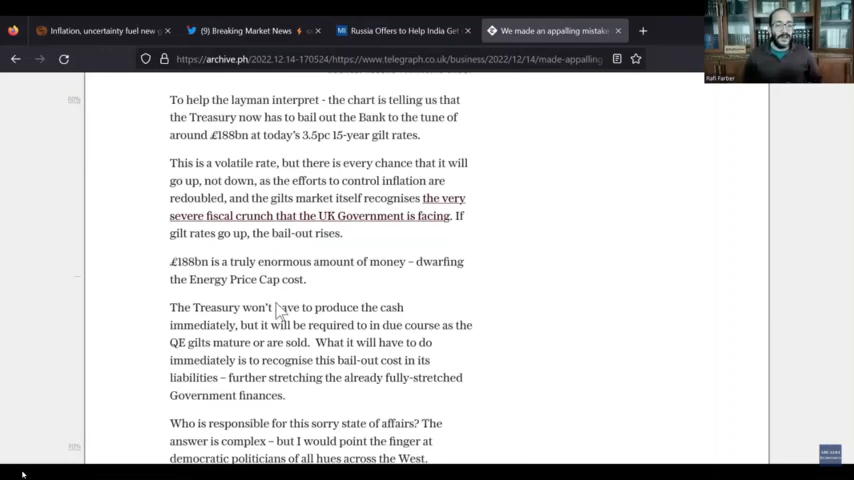 Inflation, uncertainty fuel new g
(9) Breaking Market News
Russia Offers to Help India Get
We made an appalling mistake
https://archive.ph/2022.12.14-170524/https://www.telegraph.co.uk/business/2022/12/14/made-appalling
Rafi Farber
60%
To help the layman interpret - the chart is telling us that
the Treasury now has to bail out the Bank to the tune of
around £188bn at today's 3.5pc 15-year gilt rates.
This is a volatile rate, but there is every chance that it will
go up, not down, as the efforts to control inflation are
redoubled, and the gilts market itself recognises the very
severe fiscal crunch that the UK Government is facing. If
gilt rates go up, the bail-out rises.
£188bn is a truly enormous amount of money – dwarfing
the Energy Price Cap cost.
The Treasury won't have to produce the cash
immediately, but it will be required to in due course as the
QE gilts mature or are sold. What it will have to do
immediately is to recognise this bail-out cost in its
liabilities – further stretching the already fully-stretched
Government finances.
Who is responsible for this sorry state of affairs? The
answer is complex – but I would point the finger at
democratic politicians of all hues across the West.